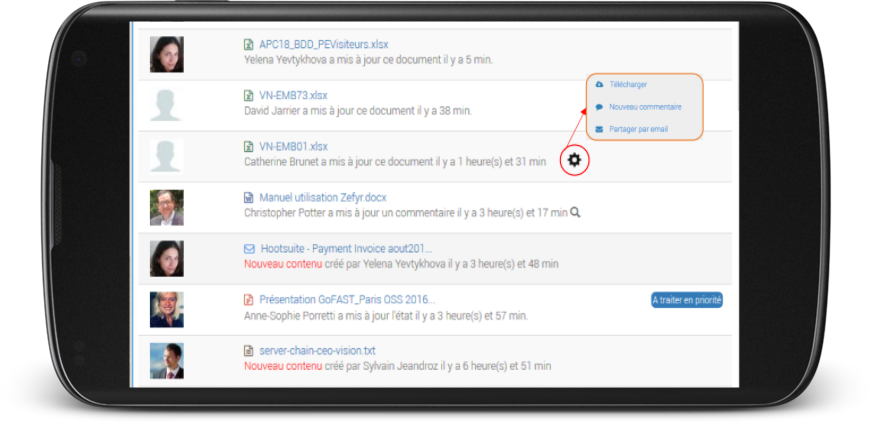 APC18_BDD_PEVisiteurs.xlsx
Yelena Yevtykhova a mis à jour ce document il y a 5 min.
VN-EMB73.xlsx
David Jarrier a mis à jour ce document il y a 38 min.
Télécharger
Nouveau commentaire
Partager par email
VN-EMB01.xlsx
Catherine Brunet a mis à jour ce document il y a 1 heure(s) et 31 min
Manuel utilisation Zefyr.docx
Christopher Potter a mis à jour un commentaire il y a 3 heure(s) et 17 min
Hootsuite - Payment Invoice aout201...
Nouveau contenu créé par Yelena Yevtykhova il y a 3 heure(s) et 48 min
Présentation GoFAST_Paris OSS 2016...
A traiter en priorité
Anne-Sophie Porretti a mis à jour l'état il y a 3 heure(s) et 57 min.
server-chain-ceo-vision.txt
Nouveau contenu créé par Sylvain Jeandroz il y a 6 heure(s) et 51 min